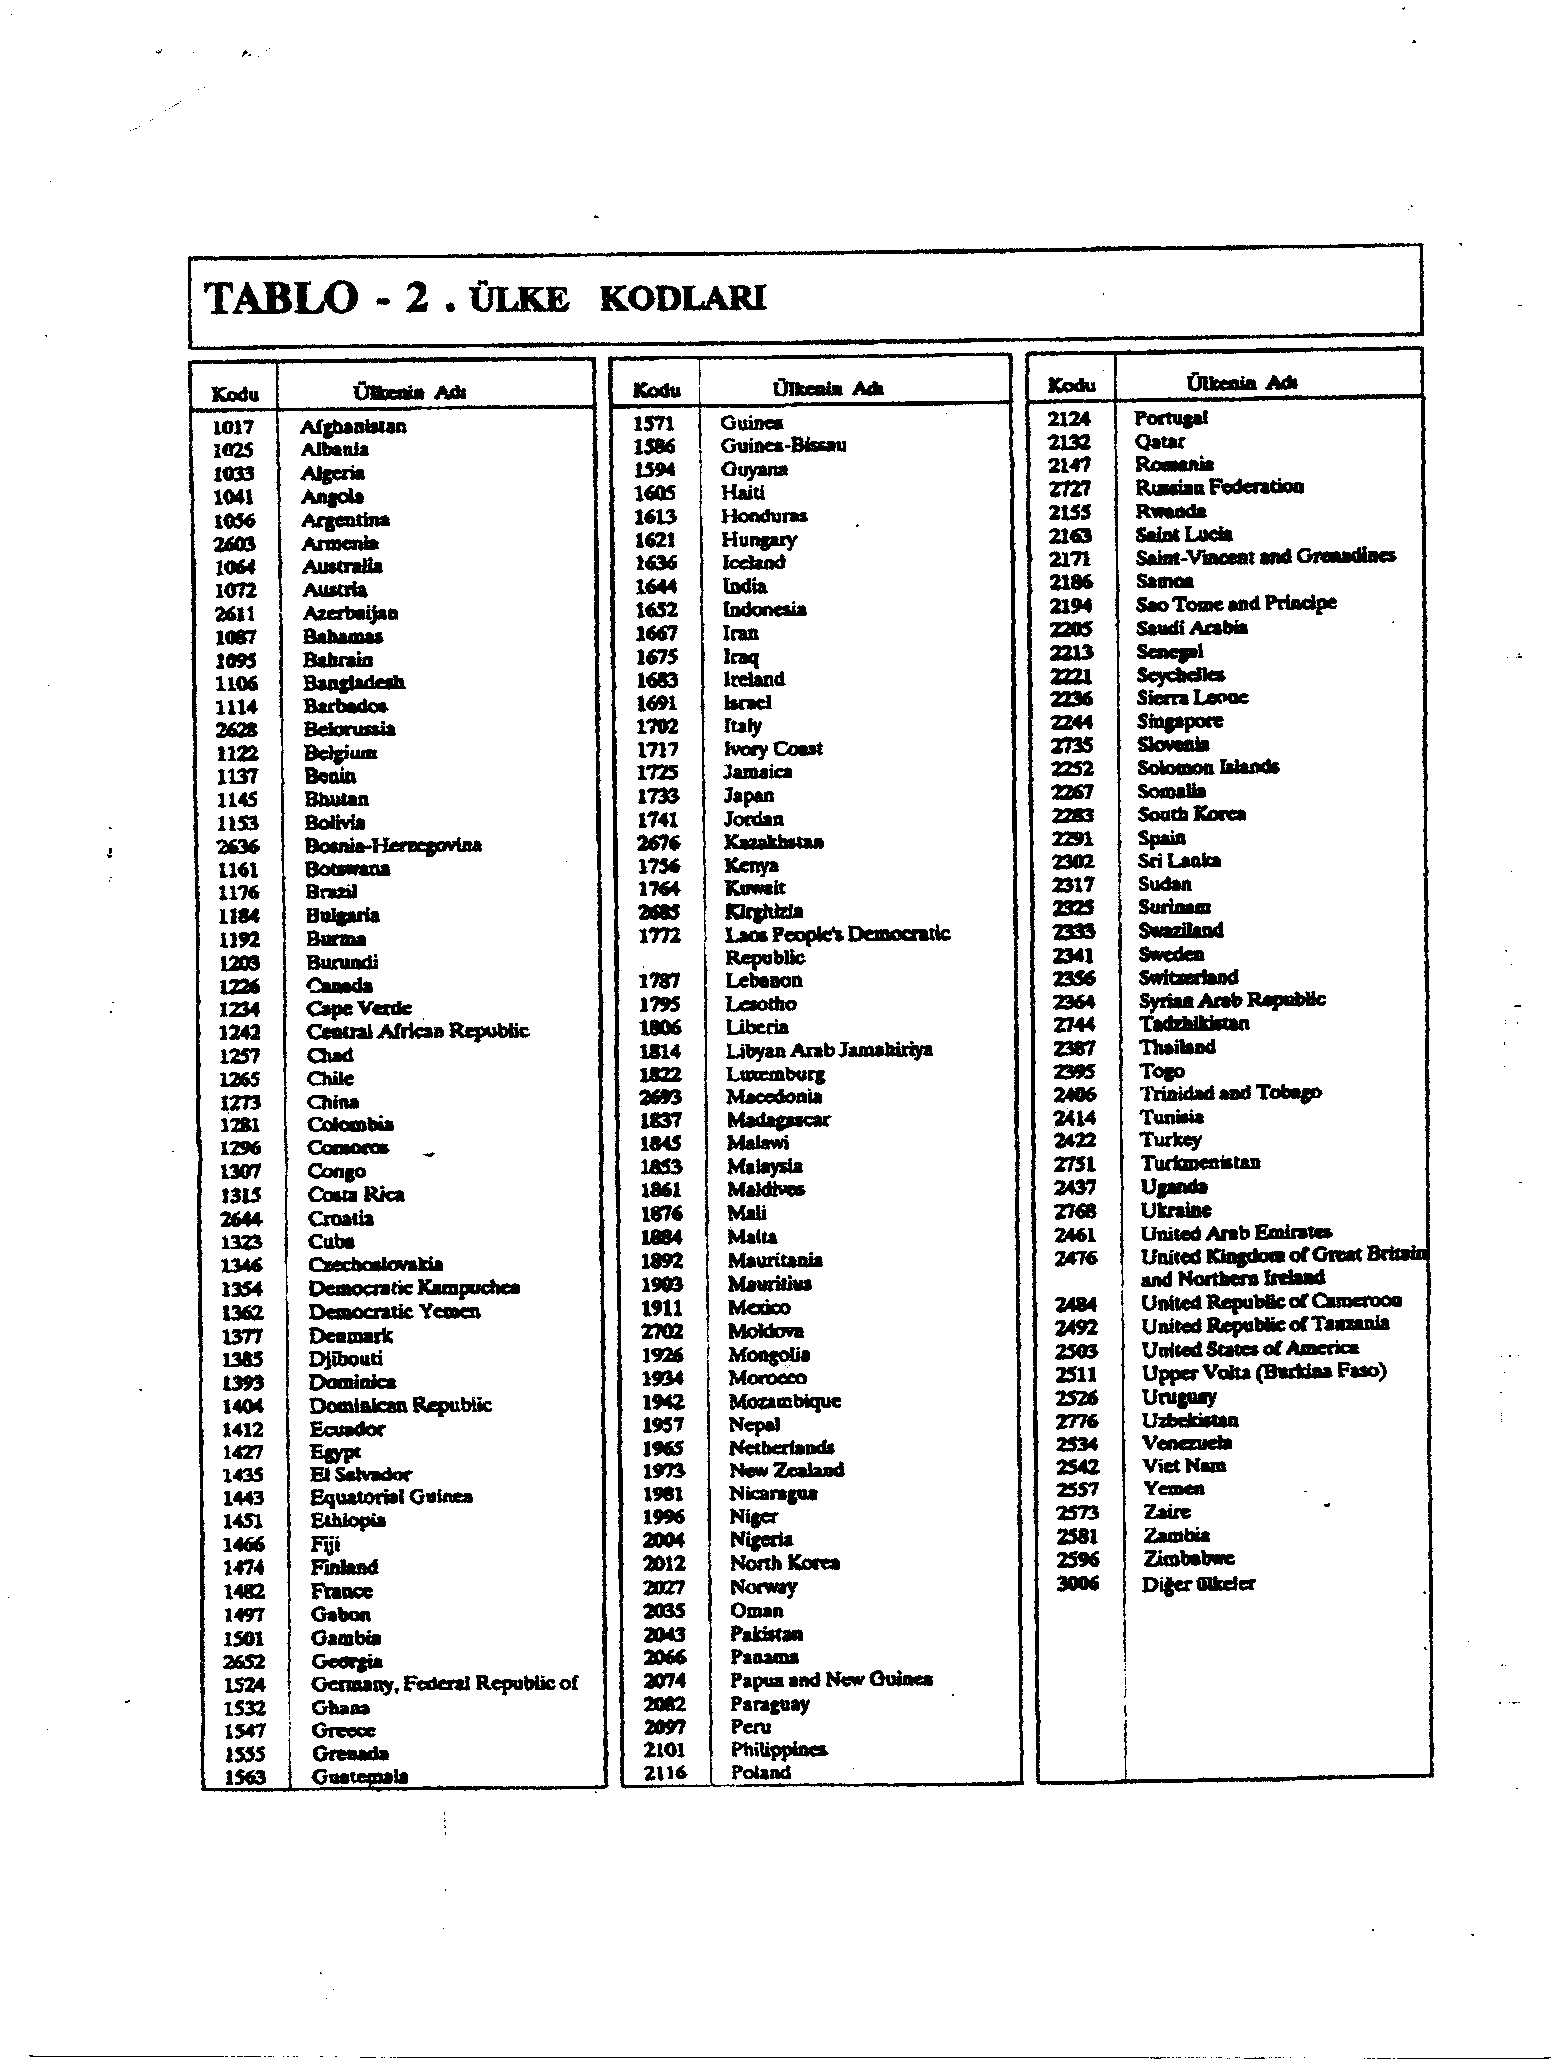 TABLO - 2 . ÜLKE KODLARI
Kodu Ülkenin Adı
1017 Afghanistan
1025 Albania
1033 Algeria
1041 Angola
1056 Argentina
2603 Armenia
1064 Australia
1072 Austria
2611 Azerbaijan
1087 Bahamas
1095 Bahrain
1106 Bangladesh
1114 Barbados
2628 Belorussia
1122 Belgium
1137 Benin
1145 Bhutan
1153 Bolivia
2636 Bosnia-Herzegovina
1161 Botswana
1176 Brazil
1184 Bulgaria
1192 Burma
1203 Burundi
1226 Canada
1234 Cape Verde
1242 Central African Republic
1257 Chad
1265 Chile
1273 China
1281 Colombia
1296 Comoros
1307 Congo
1315 Costa Rica
2644 Croatia
1323 Cuba
1346 Czechoslovakia
1354 Democratic Kampuchea
1362 Democratic Yemen
1377 Denmark
1385 Djibouti
1393 Dominica
1404 Dominican Republic
1412 Ecuador
1427 Egypt
1435 El Salvador
1443 Equatorial Guinea
1451 Ethiopia
1466 Fiji
1474 Finland
1482 France
1497 Gabon
1501 Gambia
2652 Georgia
1524 Germany, Federal Republic of
1532 Ghana
1547 Greece
1555 Grenada
1563 Guatemala
Kodu Ülkenin Adı
1571 Guinea
1586 Guinea-Bissau
1594 Guyana
1605 Haiti
1613 Honduras
1621 Hungary
1636 Iceland
1644 India
1652 Indonesia
1667 Iran
1675 Iraq
1683 Ireland
1691 Israel
1702 Italy
1717 Ivory Coast
1725 Jamaica
1733 Japan
1741 Jordan
2676 Kazakhstan
1756 Kenya
1764 Kuwait
2685 Kirghizia
1772 Laos People's Democratic
Republic
1787 Lebanon
1795 Lesotho
1806 Liberia
1814 Libyan Arab Jamahiriya
1822 Luxemburg
2693 Macedonia
1837 Madagascar
1845 Malawi
1853 Malaysia
1861 Maldives
1876 Mali
1884 Malta
1892 Mauritania
1903 Mauritius
1911 Mexico
2702 Moldova
1926 Mongolia
1934 Morocco
1942 Mozambique
1957 Nepal
1965 Netherlands
1973 New Zealand
1981 Nicaragua
1996 Niger
2004 Nigeria
2012 North Korea
2027 Norway
2035 Oman
2043 Pakistan
2066 Panama
2074 Papua and New Guinea
2082 Paraguay
2097 Peru
2101 Philippines
2116 Poland
Kodu Ülkenin Adı
2124 Portugal
2132 Qatar
2147 Romania
2727 Russian Federation
2155 Rwanda
2163 Saint Lucia
2171 Saint-Vincent and Grenadines
2186 Samoa
2194 Sao Tome and Principe
2205 Saudi Arabia
2213 Senegal
2221 Seychelles
2236 Sierra Leone
2244 Singapore
2735 Slovenia
2252 Solomon Islands
2267 Somalia
2283 South Korea
2291 Spain
2302 Sri Lanka
2317 Sudan
2325 Surinam
2333 Swaziland
2341 Sweden
2356 Switzerland
2364 Syrian Arab Republic
2744 Tadzhikistan
2387 Thailand
2395 Togo
2406 Trinidad and Tobago
2414 Tunisia
2422 Turkey
2751 Turkmenistan
2437 Uganda
2768 Ukraine
2461 United Arab Emirates
2476 United Kingdom of Great Britain
and Northern Ireland
2484 United Republic of Cameroon
2492 United Republic of Tanzania
2503 United States of America
2511 Upper Volta (Burkina Faso)
2526 Uruguay
2776 Uzbekistan
2534 Venezuela
2542 Viet Nam
2557 Yemen
2573 Zaire
2581 Zambia
2596 Zimbabwe
3006 Diğer ülkeler